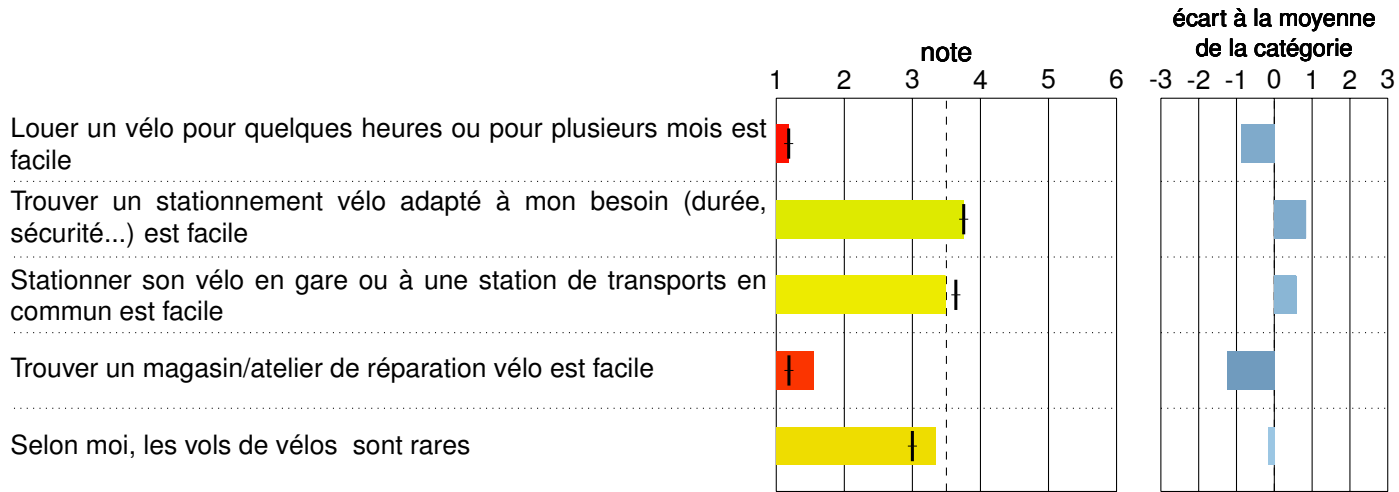 écart à la moyenne
de la catégorie
note
1 2 3 4 5 6
-3 -2 -1 0 1 2 3
Louer un vélo pour quelques heures ou pour plusieurs mois est
facile
Trouver un stationnement vélo adapté à mon besoin (durée,
sécurité...) est facile
Stationner son vélo en gare ou à une station de transports en
commun est facile
Trouver un magasin/atelier de réparation vélo est facile
Selon moi, les vols de vélos sont rares